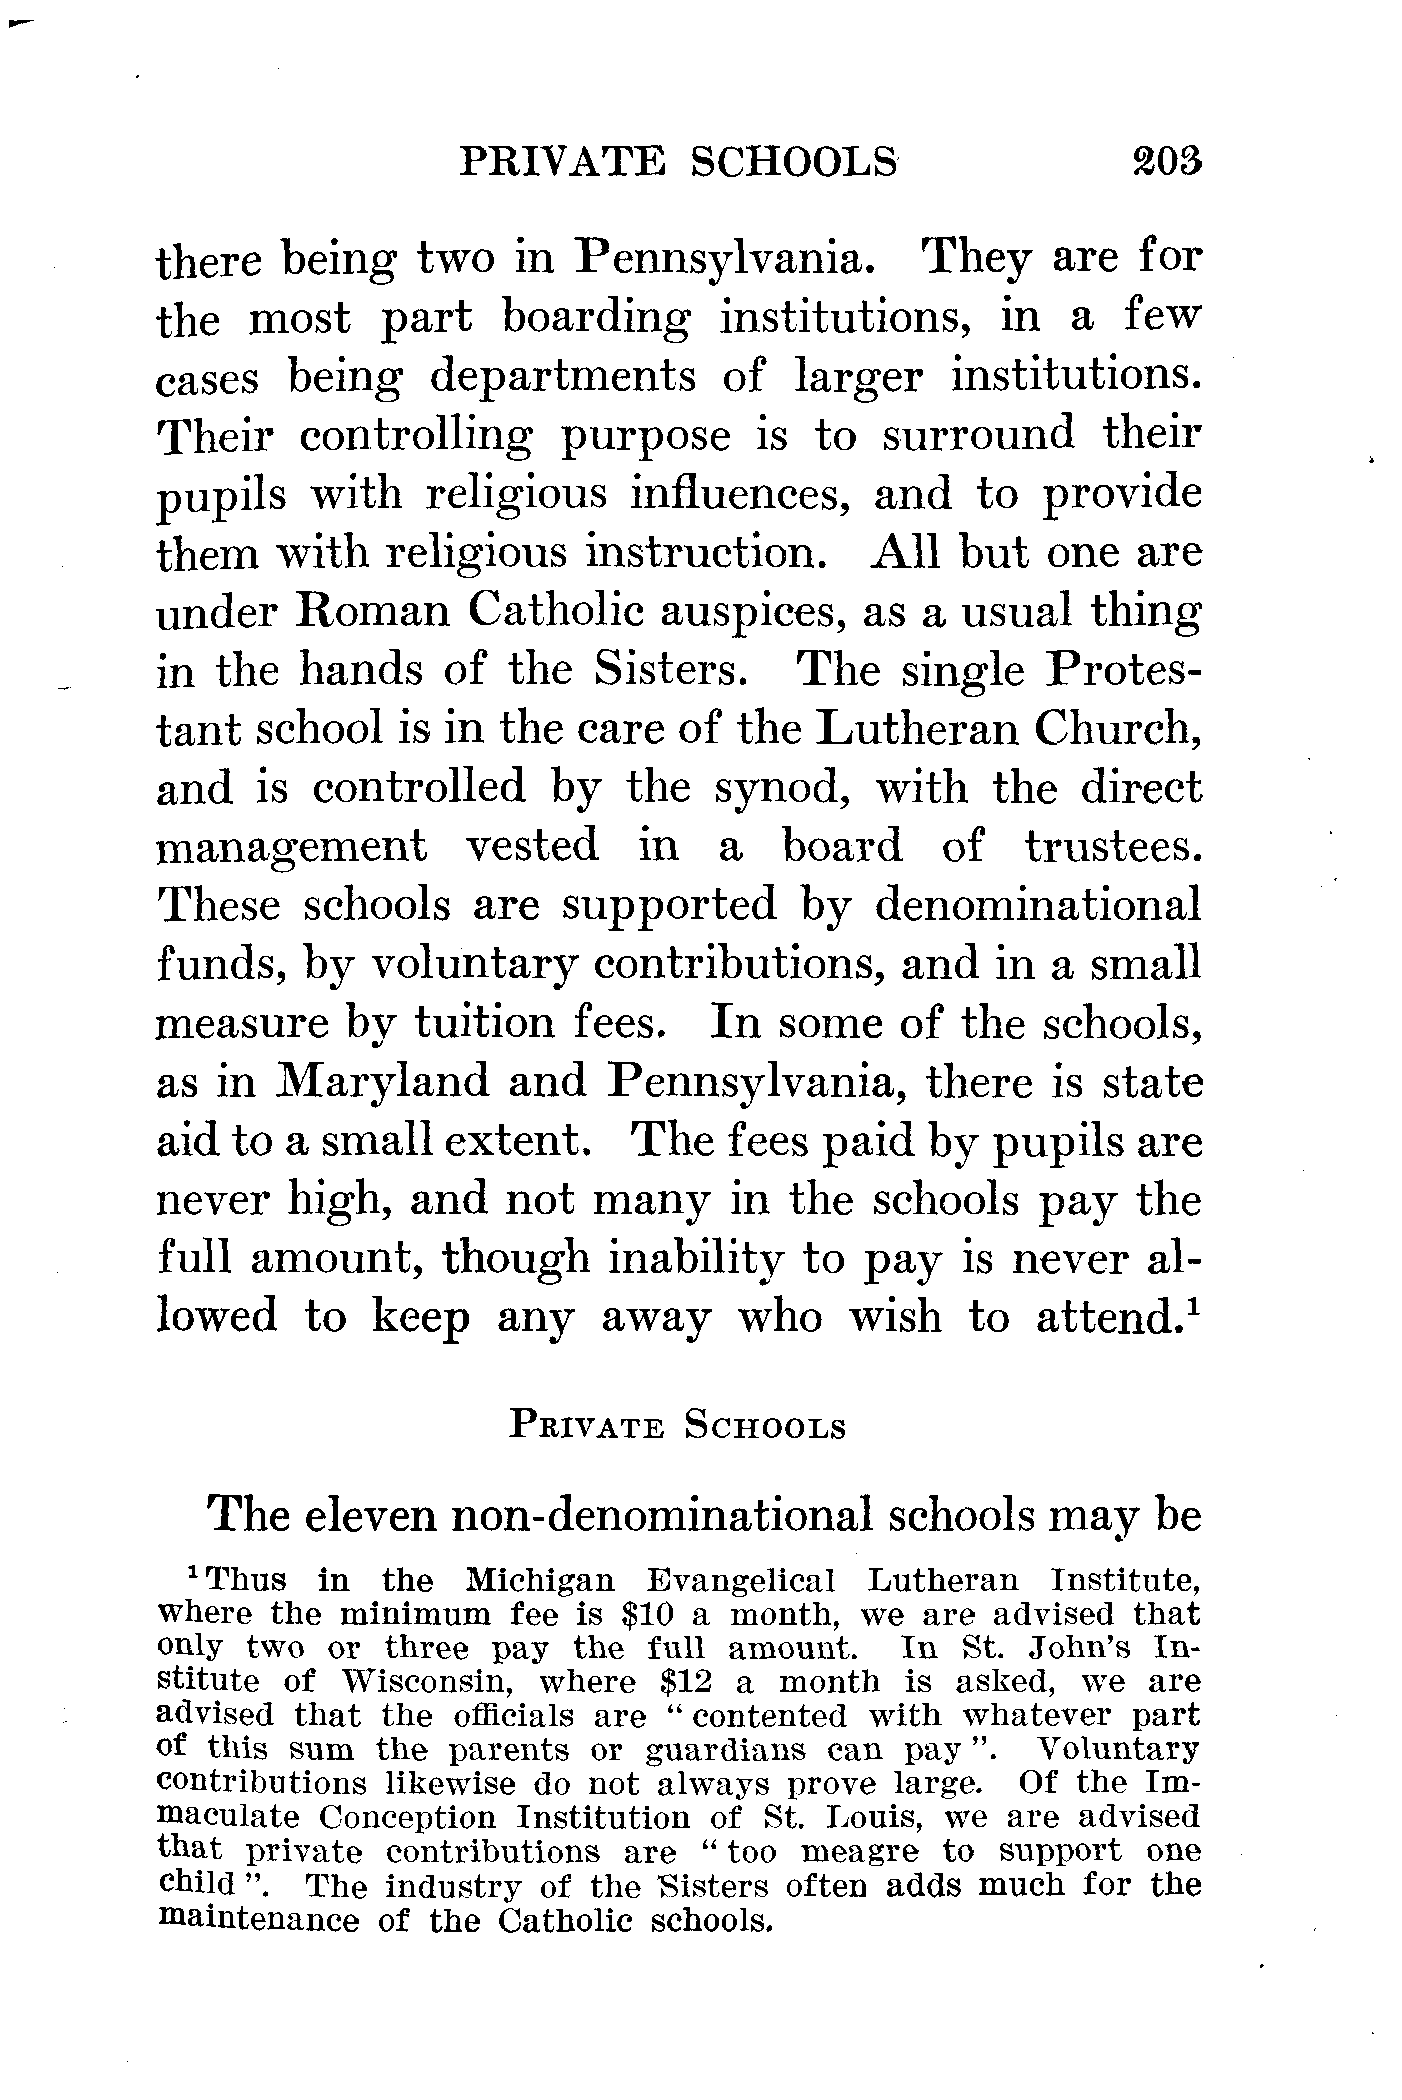 PRIVATE SCHOOLS 203
there being two in Pennsylvania. They are for
the most part boarding institutions, in a few
cases being departments of larger institutions.
Their controlling purpose is to surround their
pupils with religious influences, and to provide
them with religious instruction. All but one are
under Roman Catholic auspices, as a usual thing
in the hands of the Sisters. The single Protes-
tant school is in the care of the Lutheran Church,
and is controlled by the synod, with the direct
management vested in a board of trustees.
These schools are supported by denominational
funds, by voluntary contributions, and in a small
measure by tuition fees. In some of the schools,
as in Maryland and Pennsylvania, there is state
aid to a small extent. The fees paid by pupils are
never high, and not many in the schools pay the
full amount, though inability to pay is never al-
lowed to keep any away who wish to attend.¹
PRIVATE SCHOOLS
The eleven non-denominational schools may be
¹ Thus in the Michigan Evangelical Lutheran Institute,
where the minimum fee is $10 a month, we are advised that
only two or three pay the full amount. In St. John's In-
stitute of Wisconsin, where $12 a month is asked, we are
advised that the officials are “ contented with whatever part
of this sum the parents or guardians can pay ”. Voluntary
contributions likewise do not always prove large. Of the Im-
maculate Conception Institution of St. Louis, we are advised
that private contributions are “ too meagre to support one
child ”. The industry of the Sisters often adds much for the
maintenance of the Catholic schools.